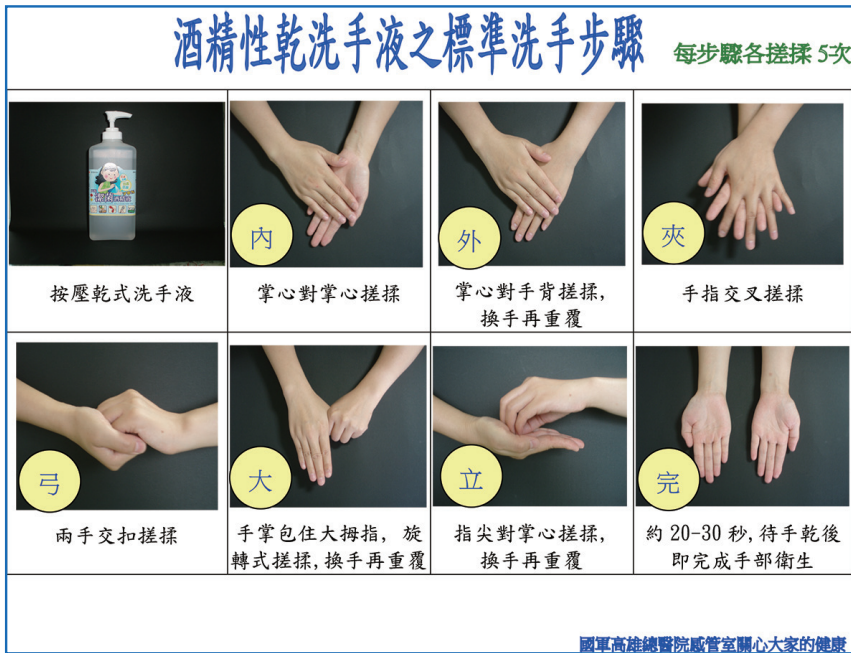 酒精性乾洗手液之標準洗手步驟
每步驟各搓揉 5次
按壓乾式洗手液
內
掌心對掌心搓揉
外
掌心對手背搓揉,
換手再重覆
夾
手指交叉搓揉
弓
兩手交扣搓揉
大
手掌包住大拇指, 旋
轉式搓揉,換手再重覆
立
指尖對掌心搓揉,
換手再重覆
完
約 20-30 秒,待手乾後
即完成手部衛生
國軍高雄總醫院感管室關心大家的健康